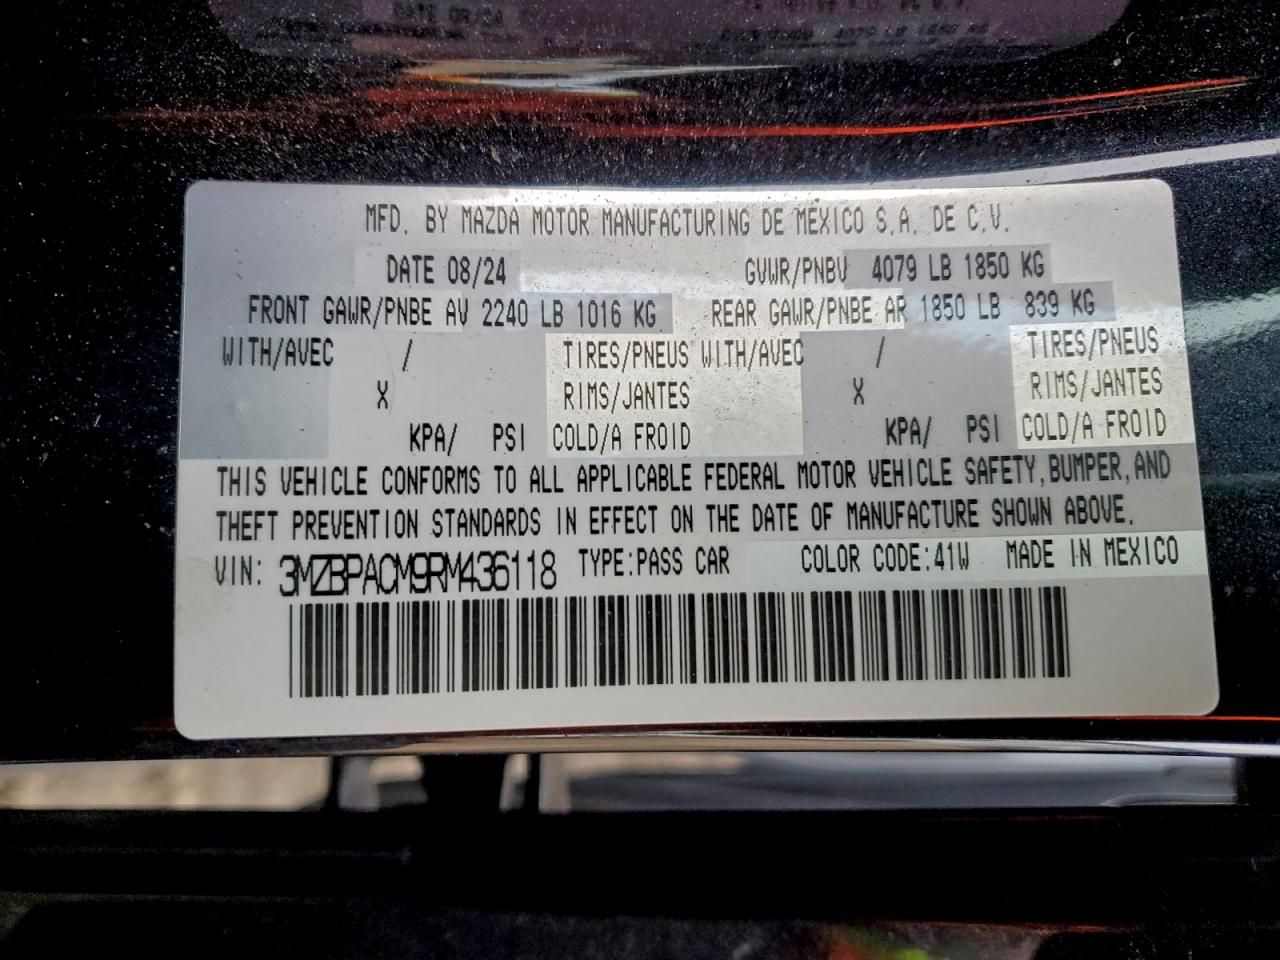 MFD. BY MAZDA MOTOR MANUFACTURING DE MEXICO S.A. DE C.V.
DATE 08/24 GVWR/PNBV 4079 LB 1850 KG
FRONT GAWR/PNBE AV 2240 LB 1016 KG REAR GAWR/PNBE AR 1850 LB 839 KG
WITH/AVEC / TIRES/PNEUS WITH/AVEC / TIRES/PNEUS
X RIMS/JANTES X RIMS/JANTES
KPA/ PSI COLD/A FROID KPA/ PSI COLD/A FROID
THIS VEHICLE CONFORMS TO ALL APPLICABLE FEDERAL MOTOR VEHICLE SAFETY, BUMPER, AND
THEFT PREVENTION STANDARDS IN EFFECT ON THE DATE OF MANUFACTURE SHOWN ABOVE.
VIN: 3MZBPACM9RM436118 TYPE:PASS CAR COLOR CODE:41W MADE IN MEXICO